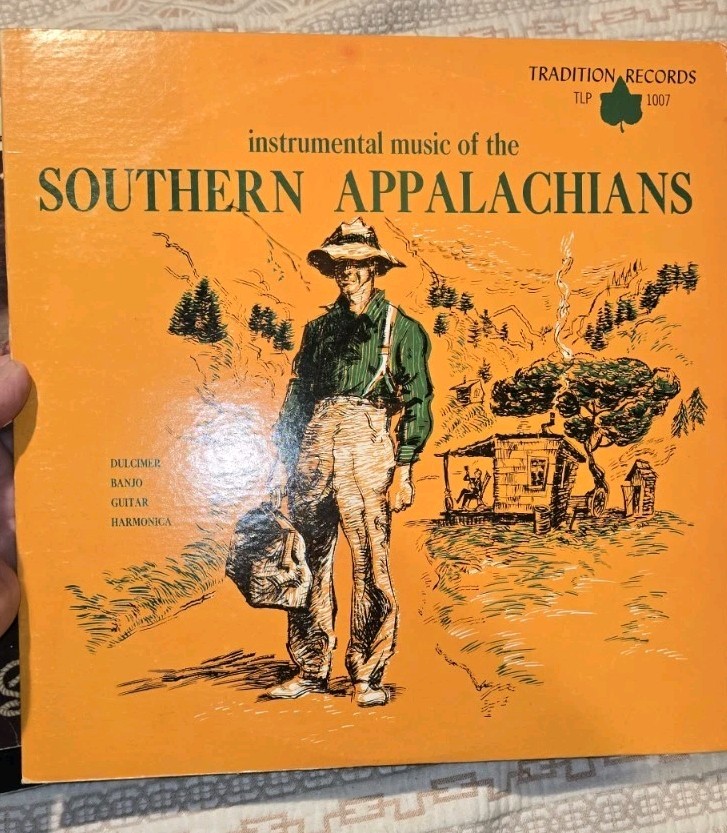 TRADITION RECORDS
TLP 1007
instrumental music of the
SOUTHERN APPALACHIANS
DULCIMER
BANJO
GUITAR
HARMONICA